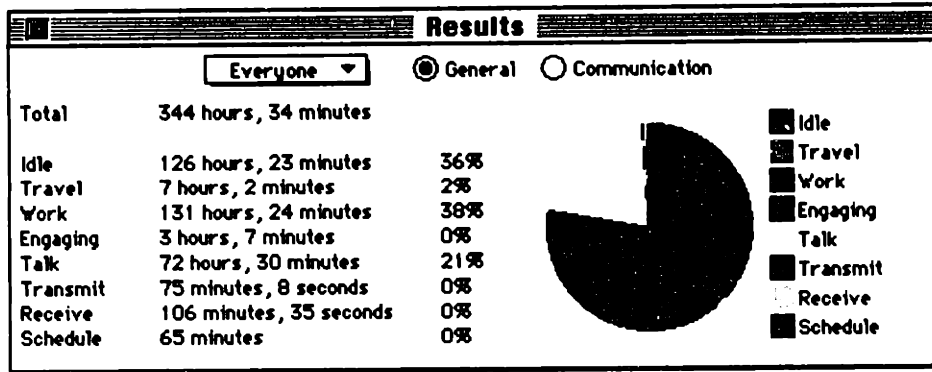 Results
Everyone General Communication
Total 344 hours, 34 minutes
Idle 126 hours, 23 minutes 36%
Travel 7 hours, 2 minutes 2%
Work 131 hours, 24 minutes 38%
Engaging 3 hours, 7 minutes 0%
Talk 72 hours, 30 minutes 21%
Transmit 75 minutes, 8 seconds 0%
Receive 106 minutes, 35 seconds 0%
Schedule 65 minutes 0%
Idle
Travel
Work
Engaging
Talk
Transmit
Receive
Schedule